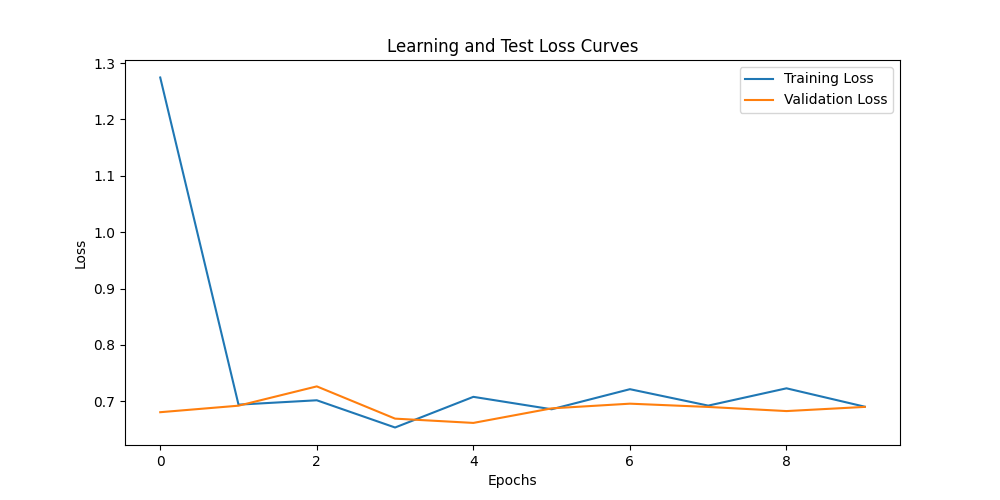 Learning and Test Loss Curves
Training Loss
Validation Loss
1.3
1.2
1.1
1.0
0.9
0.8
0.7
Loss
0
2
4
6
8
Epochs